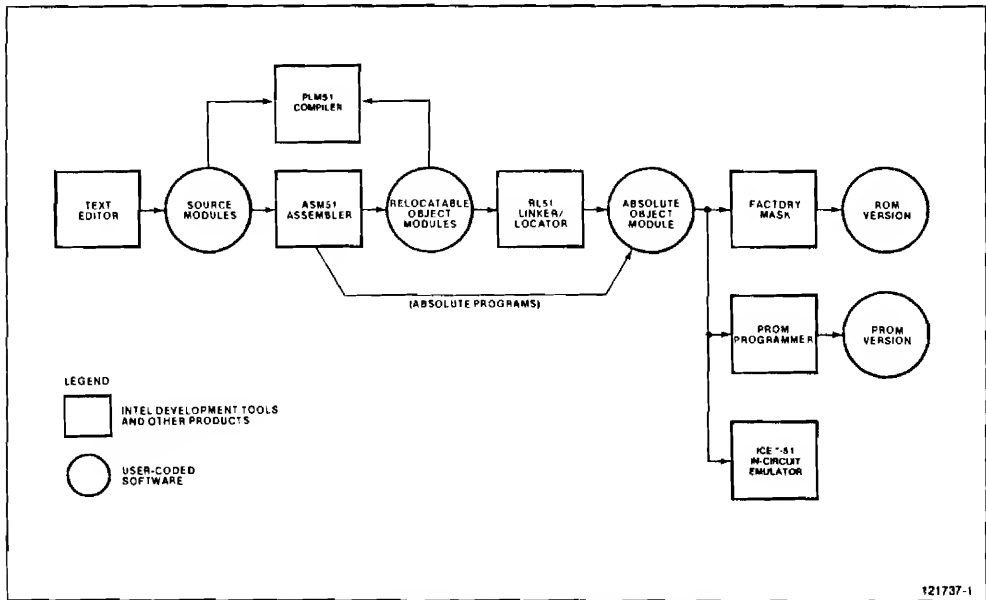 PLM51
COMPILER
TEXT
EDITOR
SOURCE
MODULES
ASM51
ASSEMBLER
RELOCATABLE
OBJECT
MODULES
RL51
LINKER/
LOCATOR
ABSOLUTE
OBJECT
MODULE
FACTORY
MASK
ROM
VERSION
(ABSOLUTE PROGRAMS)
PROM
PROGRAMMER
PROM
VERSION
LEGEND
INTEL DEVELOPMENT TOOLS
AND OTHER PRODUCTS
ICE™-51
IN-CIRCUIT
EMULATOR
USER-CODED
SOFTWARE
121737-1